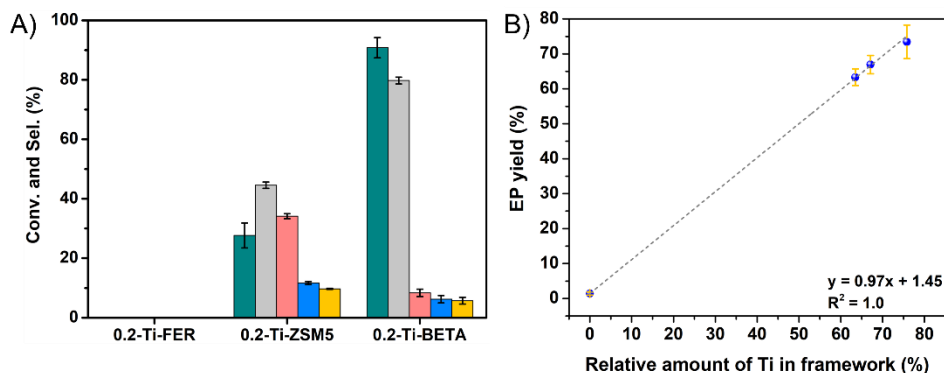 A)
Conv. and Sel. (%)
100
80
60
40
20
0
0.2-Ti-FER
0.2-Ti-ZSM5
0.2-Ti-BETA
B)
EP yield (%)
80
70
60
50
40
30
20
10
0
y = 0.97x + 1.45
R² = 1.0
0 10 20 30 40 50 60 70 80
Relative amount of Ti in framework (%)